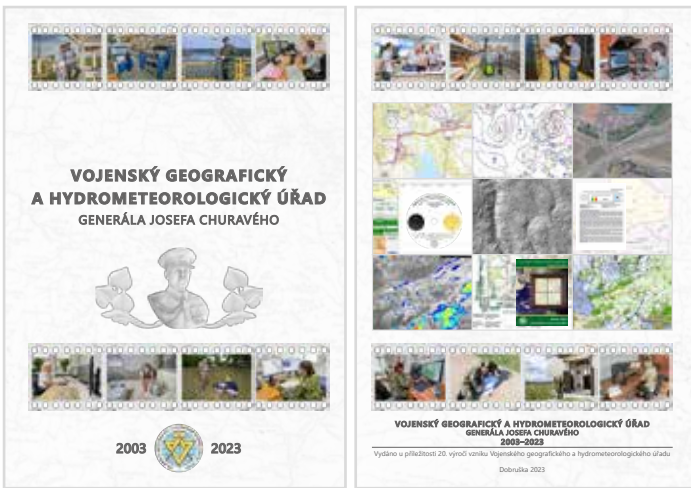 VOJENSKÝ GEOGRAFICKÝ
A HYDROMETEOROLOGICKÝ ÚŘAD
GENERÁLA JOSEFA CHURAVÉHO
2003
2023
VOJENSKÝ GEOGRAFICKÝ A HYDROMETEOROLOGICKÝ ÚŘAD
GENERÁLA JOSEFA CHURAVÉHO
2003–2023
Vydáno u příležitosti 20. výročí vzniku Vojenského geografického a hydrometeorologického úřadu
Dobruška 2023